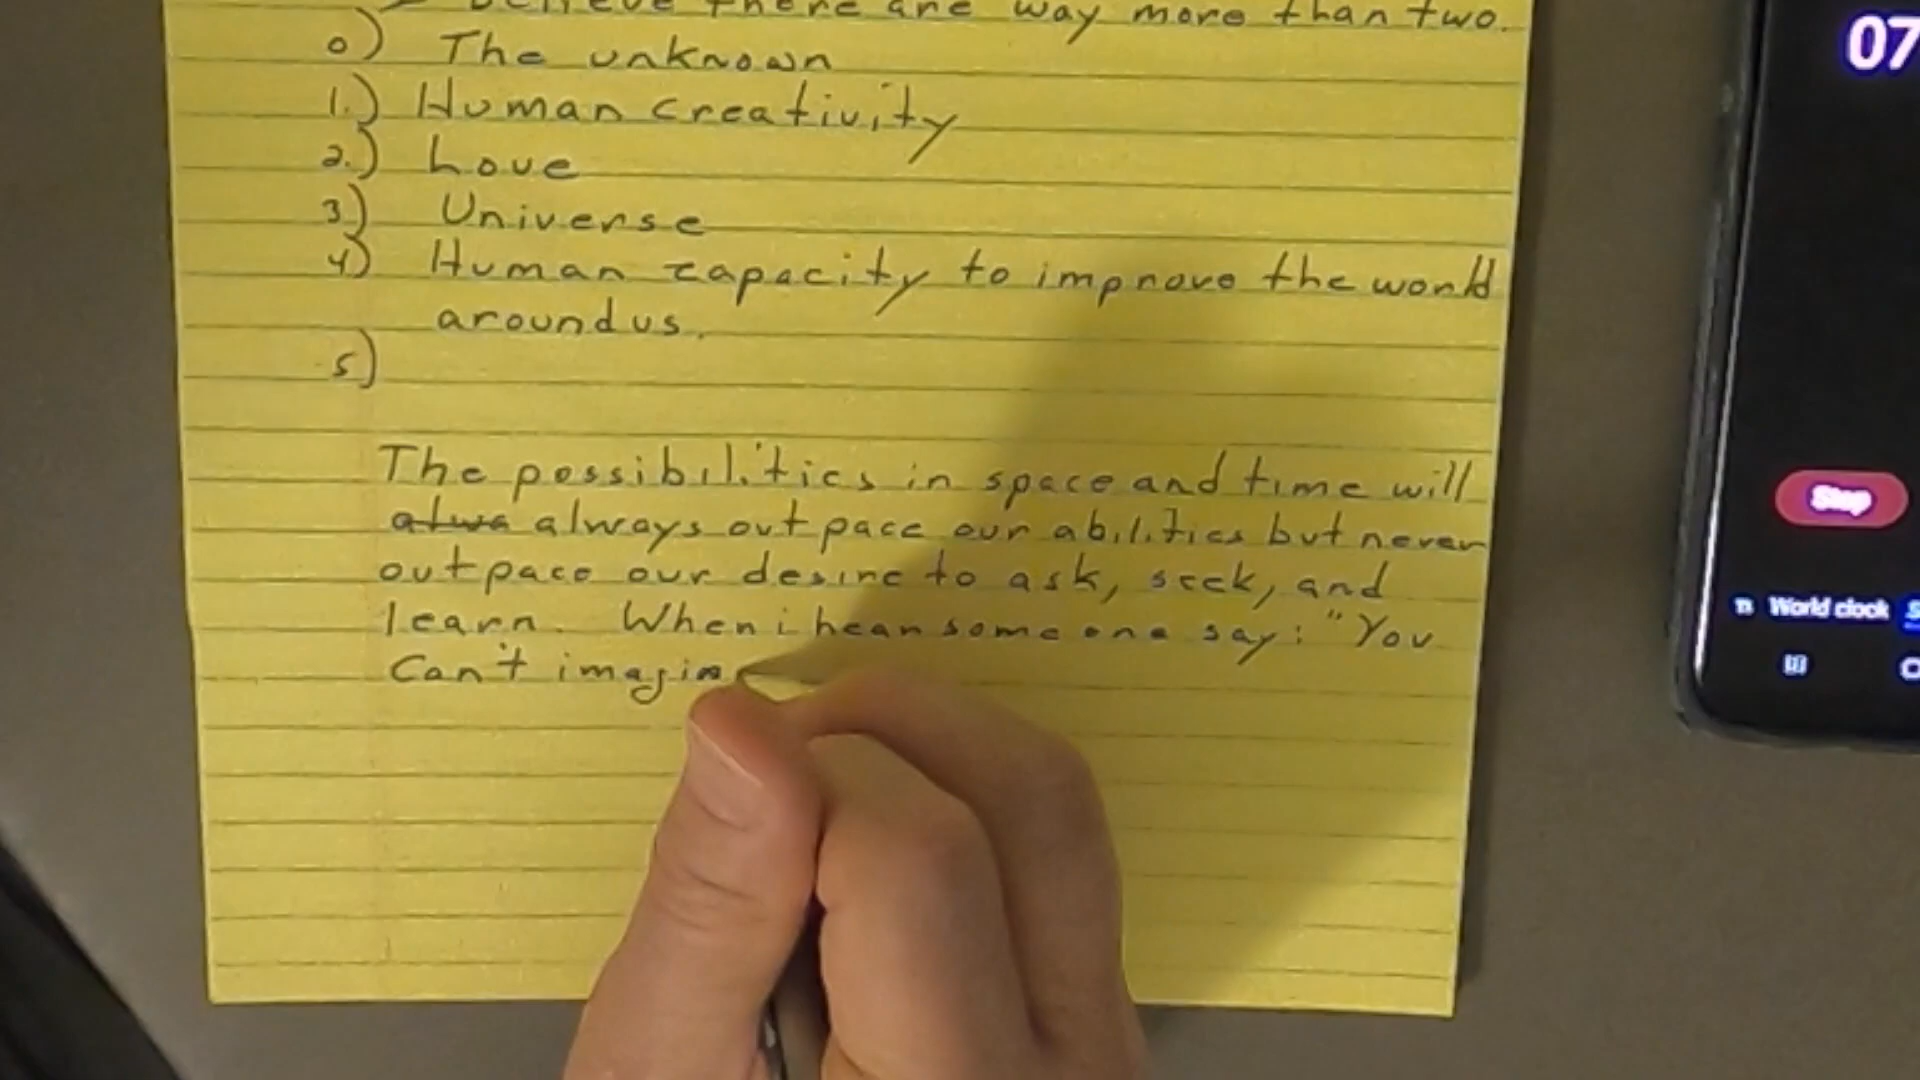 believe there are way more than two.
0) The unknown
1.) Human creativity
2.) Love
3) Universe
4) Human capacity to improve the world
around us.
5)
The possibilities in space and time will
alwa always out pace our abilities but never
outpace our desire to ask, seek, and
learn. When i hear some one say: "You
Can't imagine
07
Stop
World clock